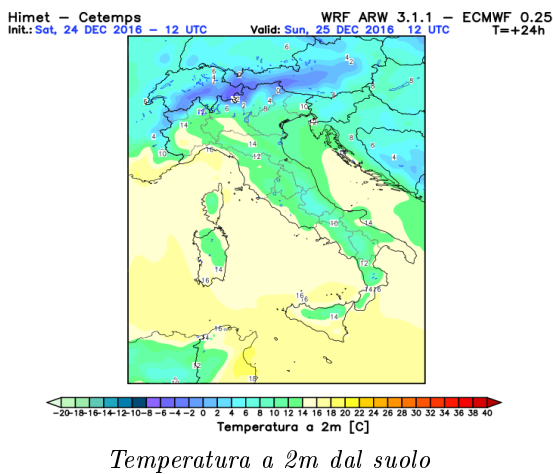 Himet – Cetemps WRF ARW 3.1.1 – ECMWF 0.25
Init.: Sat, 24 DEC 2016 – 12 UTC Valid: Sun, 25 DEC 2016 12 UTC T=+24h
-20 -18 -16 -14 -12 -10 -8 -6 -4 -2 0 2 4 6 8 10 12 14 16 18 20 22 24 26 28 30 32 34 36 38 40
Temperatura a 2m [C]
Temperatura a 2m dal suolo